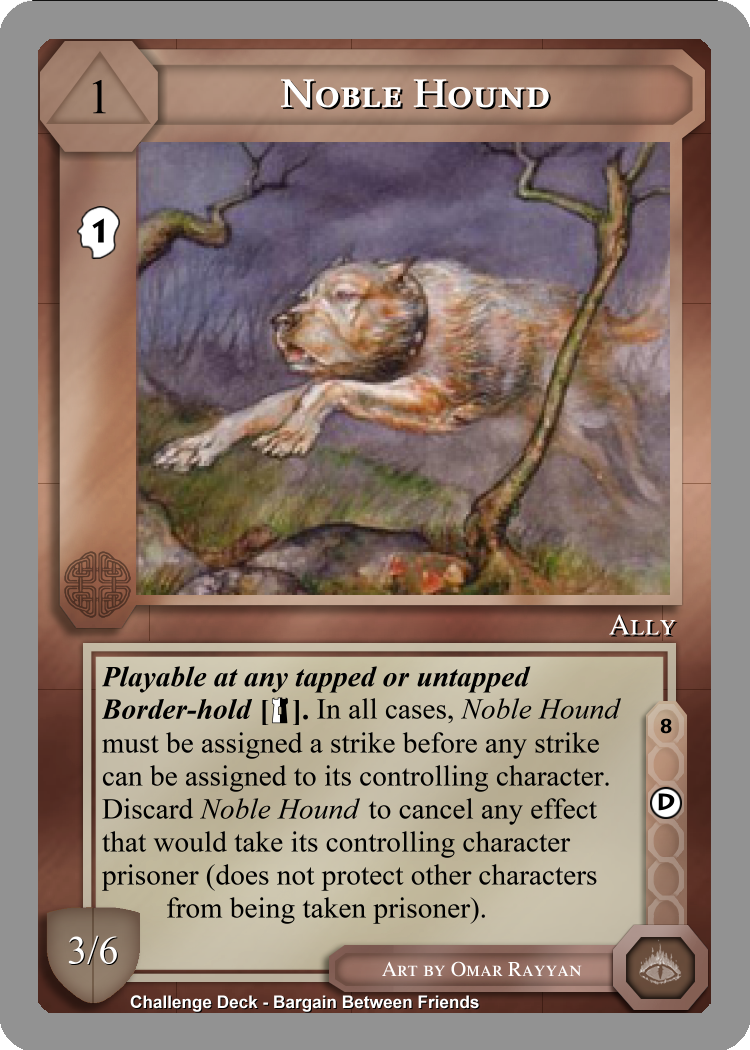 1
NOBLE HOUND
1
ALLY
Playable at any tapped or untapped
Border-hold [ ]. In all cases, Noble Hound
must be assigned a strike before any strike
can be assigned to its controlling character.
Discard Noble Hound to cancel any effect
that would take its controlling character
prisoner (does not protect other characters
from being taken prisoner).
8
D
3/6
ART BY OMAR RAYYAN
Challenge Deck - Bargain Between Friends